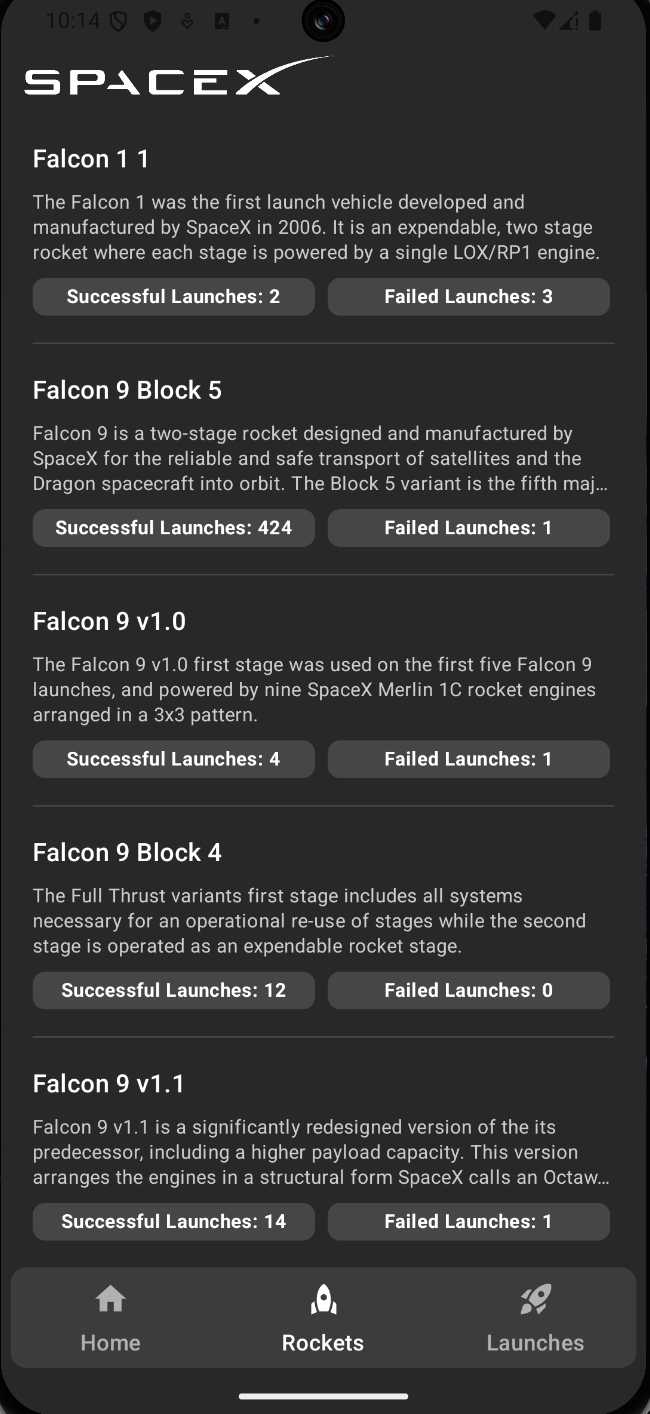 10:14
SPACEX
Falcon 1 1
The Falcon 1 was the first launch vehicle developed and
manufactured by SpaceX in 2006. It is an expendable, two stage
rocket where each stage is powered by a single LOX/RP1 engine.
Successful Launches: 2
Failed Launches: 3
Falcon 9 Block 5
Falcon 9 is a two-stage rocket designed and manufactured by
SpaceX for the reliable and safe transport of satellites and the
Dragon spacecraft into orbit. The Block 5 variant is the fifth maj…
Successful Launches: 424
Failed Launches: 1
Falcon 9 v1.0
The Falcon 9 v1.0 first stage was used on the first five Falcon 9
launches, and powered by nine SpaceX Merlin 1C rocket engines
arranged in a 3x3 pattern.
Successful Launches: 4
Failed Launches: 1
Falcon 9 Block 4
The Full Thrust variants first stage includes all systems
necessary for an operational re-use of stages while the second
stage is operated as an expendable rocket stage.
Successful Launches: 12
Failed Launches: 0
Falcon 9 v1.1
Falcon 9 v1.1 is a significantly redesigned version of the its
predecessor, including a higher payload capacity. This version
arranges the engines in a structural form SpaceX calls an Octaw…
Successful Launches: 14
Failed Launches: 1
Home
Rockets
Launches